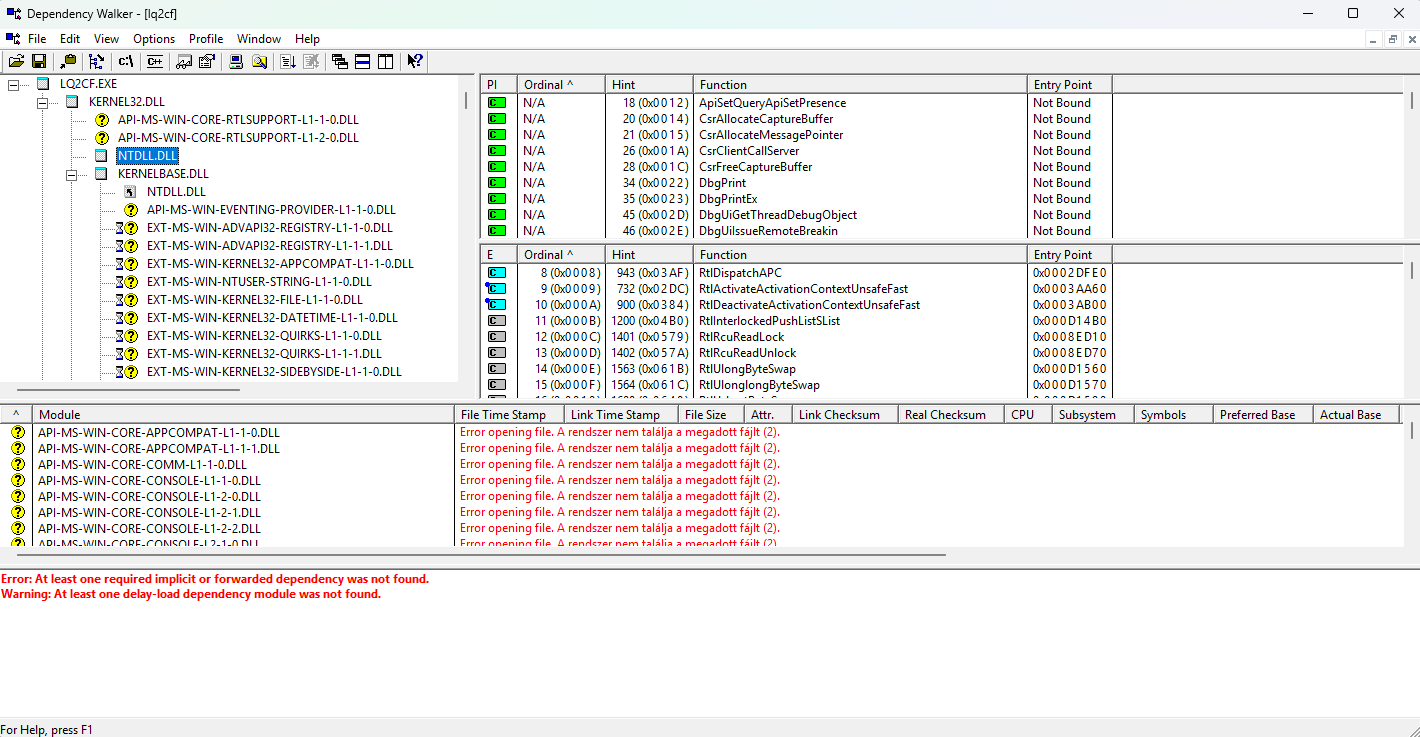 Dependency Walker - [lq2cf]
File Edit View Options Profile Window Help
c:\ C++
LQ2CF.EXE
KERNEL32.DLL
API-MS-WIN-CORE-RTLSUPPORT-L1-1-0.DLL
API-MS-WIN-CORE-RTLSUPPORT-L1-2-0.DLL
NTDLL.DLL
KERNELBASE.DLL
NTDLL.DLL
API-MS-WIN-EVENTING-PROVIDER-L1-1-0.DLL
EXT-MS-WIN-ADVAPI32-REGISTRY-L1-1-0.DLL
EXT-MS-WIN-ADVAPI32-REGISTRY-L1-1-1.DLL
EXT-MS-WIN-KERNEL32-APPCOMPAT-L1-1-0.DLL
EXT-MS-WIN-NTUSER-STRING-L1-1-0.DLL
EXT-MS-WIN-KERNEL32-FILE-L1-1-0.DLL
EXT-MS-WIN-KERNEL32-DATETIME-L1-1-0.DLL
EXT-MS-WIN-KERNEL32-QUIRKS-L1-1-0.DLL
EXT-MS-WIN-KERNEL32-QUIRKS-L1-1-1.DLL
EXT-MS-WIN-KERNEL32-SIDEBYSIDE-L1-1-0.DLL
PI Ordinal ^ Hint Function Entry Point
C N/A 18 (0x0012) ApiSetQueryApiSetPresence Not Bound
C N/A 20 (0x0014) CsrAllocateCaptureBuffer Not Bound
C N/A 21 (0x0015) CsrAllocateMessagePointer Not Bound
C N/A 26 (0x001A) CsrClientCallServer Not Bound
C N/A 28 (0x001C) CsrFreeCaptureBuffer Not Bound
C N/A 34 (0x0022) DbgPrint Not Bound
C N/A 35 (0x0023) DbgPrintEx Not Bound
C N/A 45 (0x002D) DbgUiGetThreadDebugObject Not Bound
C N/A 46 (0x002E) DbgUiIssueRemoteBreakin Not Bound
E Ordinal ^ Hint Function Entry Point
C 8 (0x0008) 943 (0x03AF) RtlDispatchAPC 0x0002DFE0
C 9 (0x0009) 732 (0x02DC) RtlActivateActivationContextUnsafeFast 0x0003AA60
C 10 (0x000A) 900 (0x0384) RtlDeactivateActivationContextUnsafeFast 0x0003AB00
C 11 (0x000B) 1200 (0x04B0) RtlInterlockedPushListSList 0x000D14B0
C 12 (0x000C) 1401 (0x0579) RtlRcuReadLock 0x0008ED10
C 13 (0x000D) 1402 (0x057A) RtlRcuReadUnlock 0x0008ED70
C 14 (0x000E) 1563 (0x061B) RtlUlongByteSwap 0x000D1560
C 15 (0x000F) 1564 (0x061C) RtlUlonglongByteSwap 0x000D1570
^ Module File Time Stamp Link Time Stamp File Size Attr. Link Checksum Real Checksum CPU Subsystem Symbols Preferred Base Actual Base
API-MS-WIN-CORE-APPCOMPAT-L1-1-0.DLL Error opening file. A rendszer nem találja a megadott fájlt (2).
API-MS-WIN-CORE-APPCOMPAT-L1-1-1.DLL Error opening file. A rendszer nem találja a megadott fájlt (2).
API-MS-WIN-CORE-COMM-L1-1-0.DLL Error opening file. A rendszer nem találja a megadott fájlt (2).
API-MS-WIN-CORE-CONSOLE-L1-1-0.DLL Error opening file. A rendszer nem találja a megadott fájlt (2).
API-MS-WIN-CORE-CONSOLE-L1-2-0.DLL Error opening file. A rendszer nem találja a megadott fájlt (2).
API-MS-WIN-CORE-CONSOLE-L1-2-1.DLL Error opening file. A rendszer nem találja a megadott fájlt (2).
API-MS-WIN-CORE-CONSOLE-L1-2-2.DLL Error opening file. A rendszer nem találja a megadott fájlt (2).
API-MS-WIN-CORE-CONSOLE-L2-1-0.DLL Error opening file. A rendszer nem találja a megadott fájlt (2).
Error: At least one required implicit or forwarded dependency was not found.
Warning: At least one delay-load dependency module was not found.
For Help, press F1